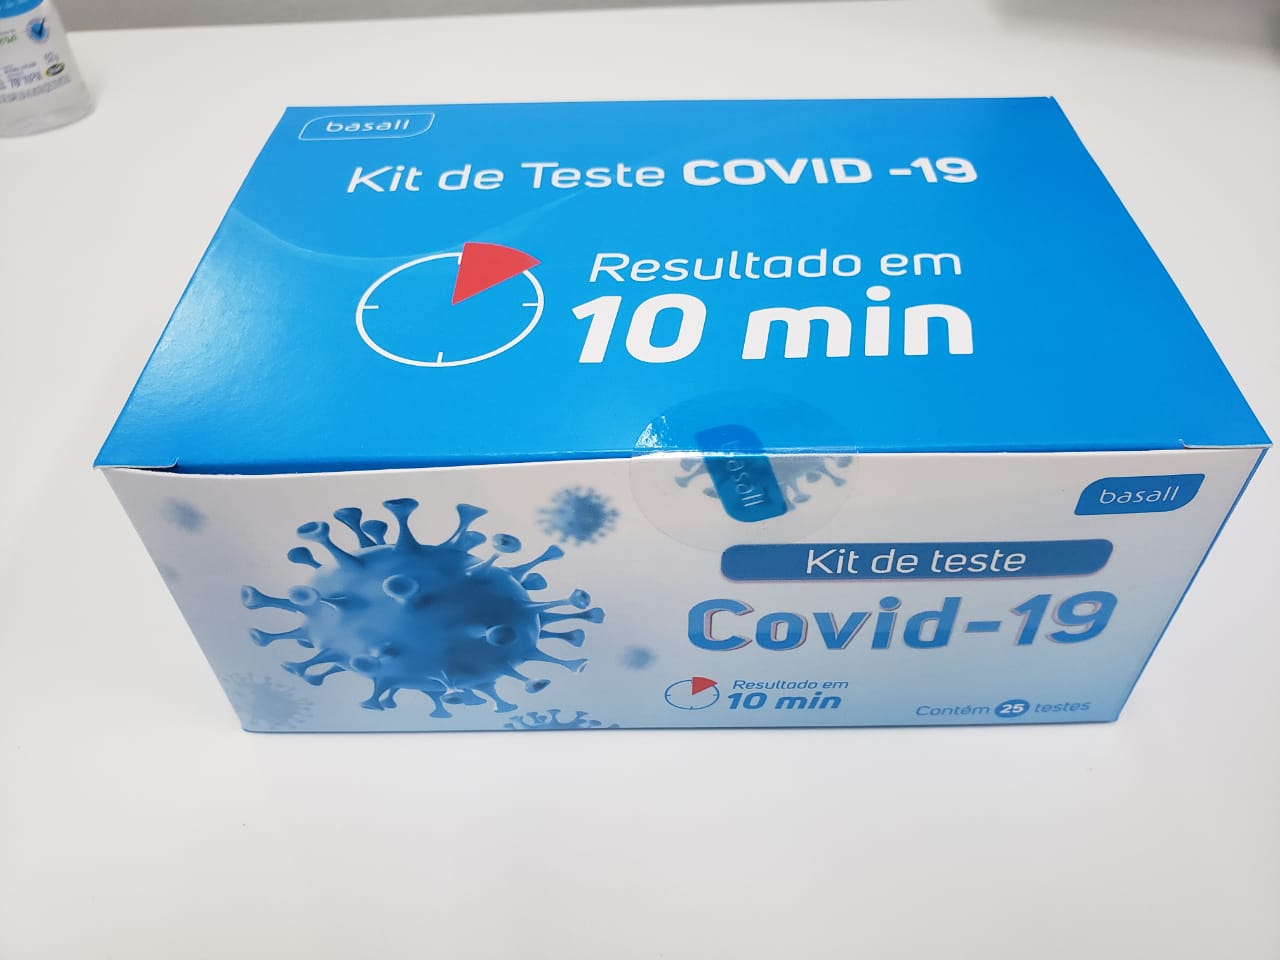 basall
Kit de Teste COVID -19
Resultado em
10 min
basall
basall
Kit de teste
Covid-19
Resultado em
10 min
Contém 25 testes